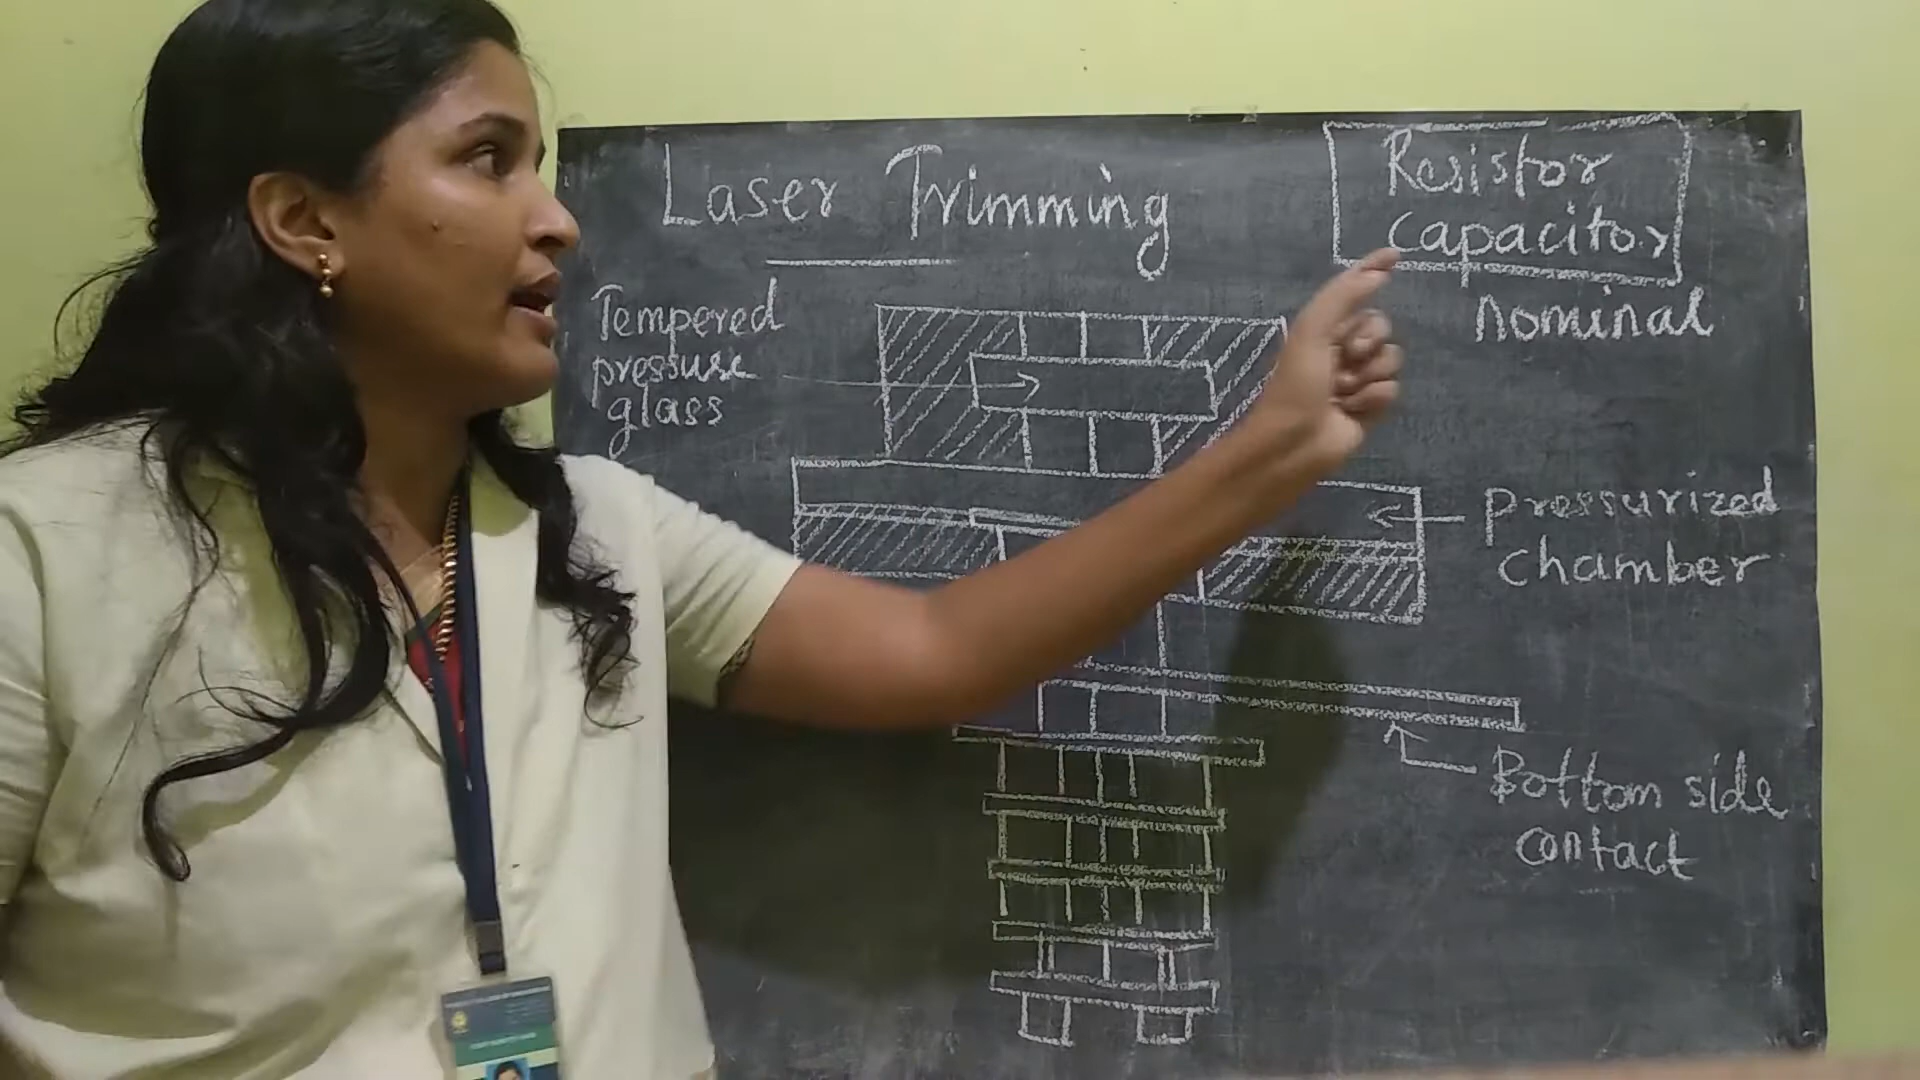 Laser Trimming
Resistor
capacitor
nominal
Tempered
pressure
glass
pressurized
chamber
Bottom side
contact